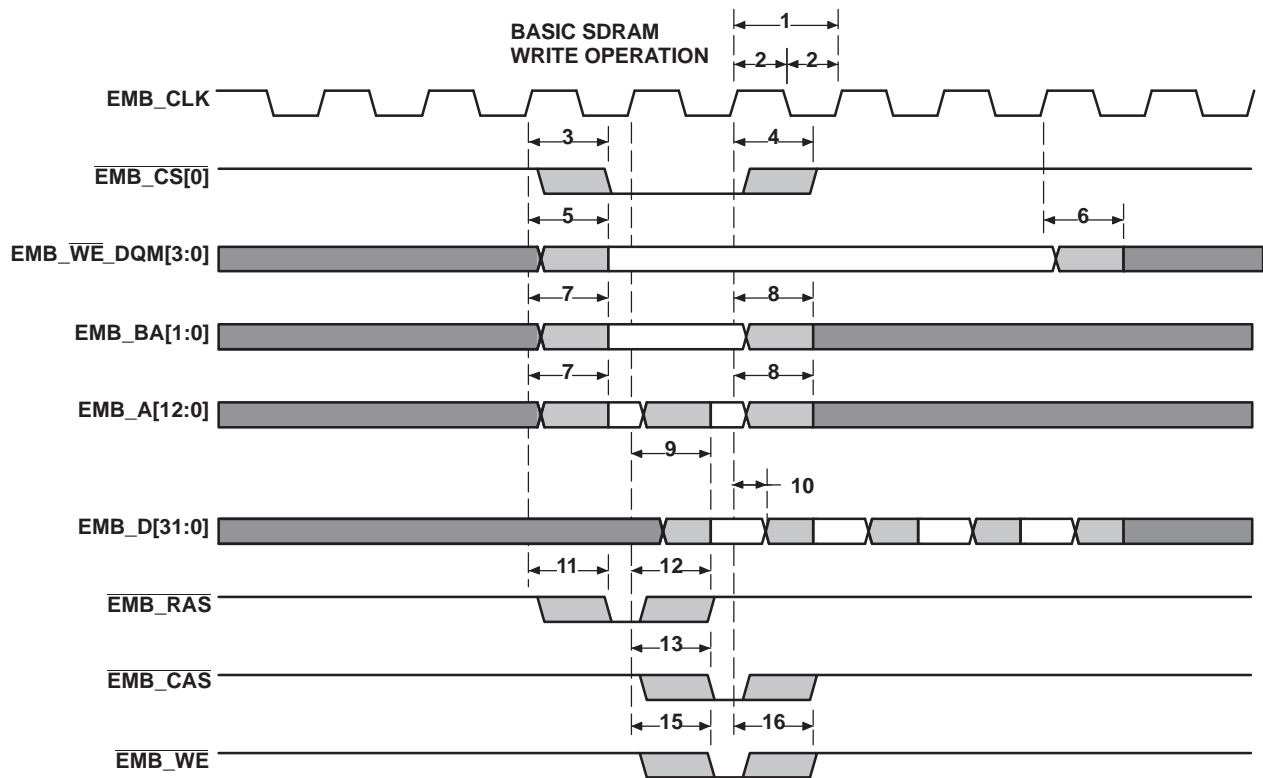 1
BASIC SDRAM
WRITE OPERATION
2 2
EMB_CLK
3 4
EMB_CS[0]
5 6
EMB_WE_DQM[3:0]
7 8
EMB_BA[1:0]
7 8
EMB_A[12:0]
9
10
EMB_D[31:0]
11 12
EMB_RAS
13
EMB_CAS
15 16
EMB_WE